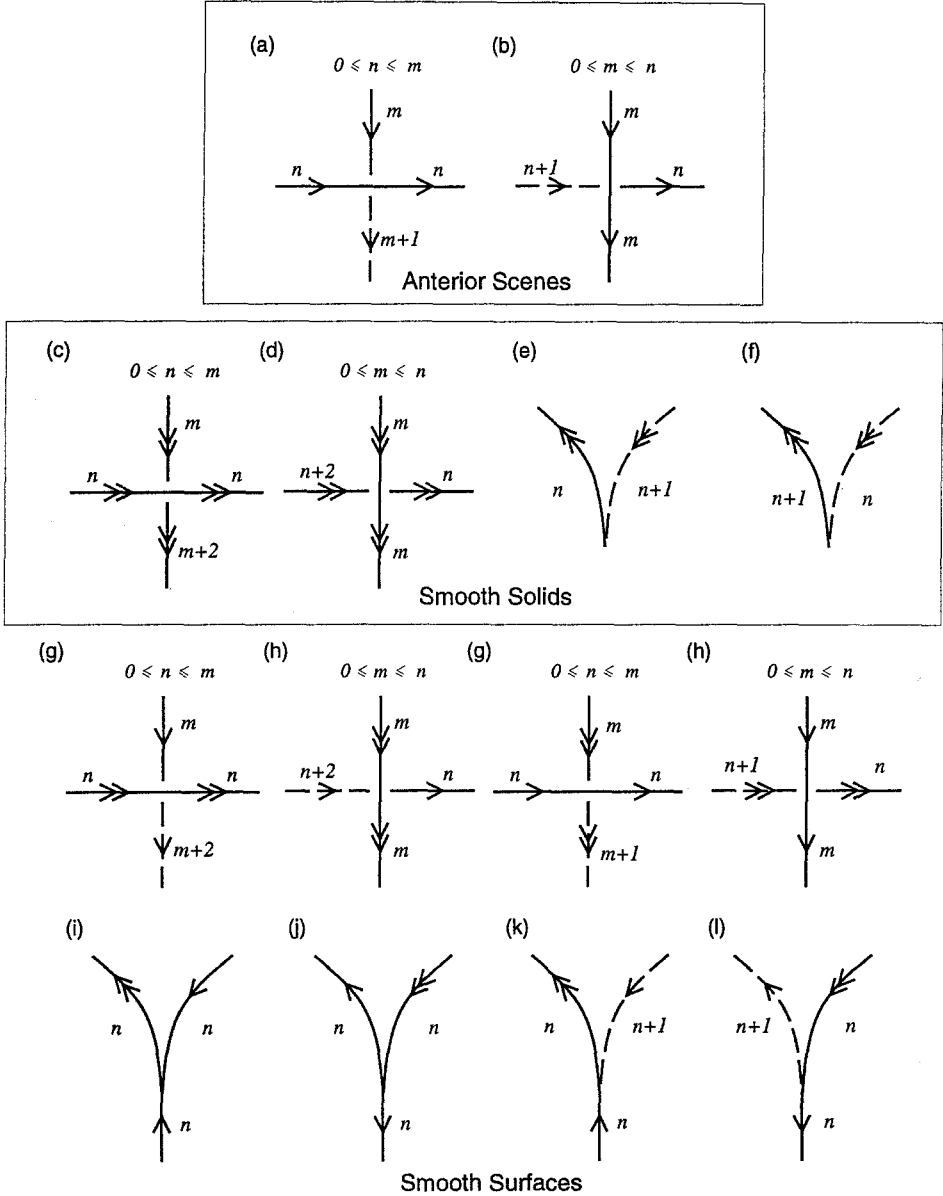 (a) (b)
0 ⩽ n ⩽ m 0 ⩽ m ⩽ n
m m
n n n+1 n
m+1 m
Anterior Scenes
(c) (d) (e) (f)
0 ⩽ n ⩽ m 0 ⩽ m ⩽ n
m m
n n n+2 n n n+1 n+1 n
m+2 m
Smooth Solids
(g) (h) (g) (h)
0 ⩽ n ⩽ m 0 ⩽ m ⩽ n 0 ⩽ n ⩽ m 0 ⩽ m ⩽ n
m m m m
n n n+2 n n n n+1 n
m+2 m m+1 m
(i) (j) (k) (l)
n n n n n n+1 n+1 n
n n n n
Smooth Surfaces